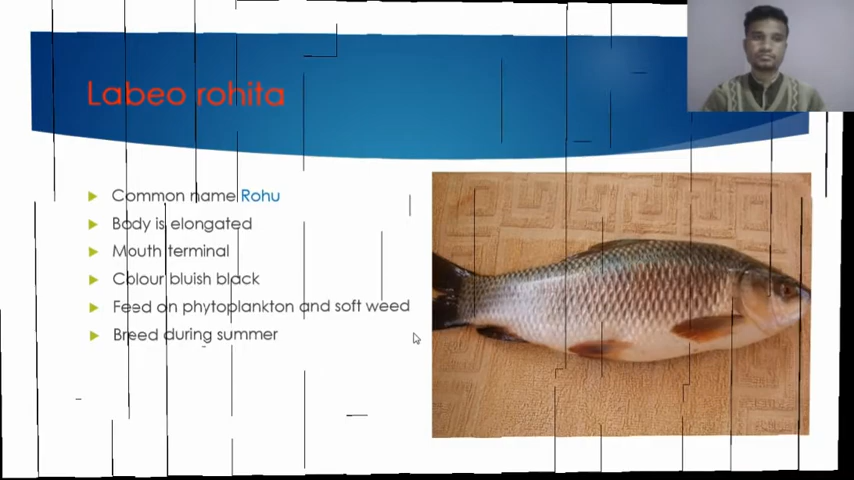 Labeo rohita
Common name Rohu
Body is elongated
Mouth terminal
Colour bluish black
Feed on phytoplankton and soft weed
Breed during summer